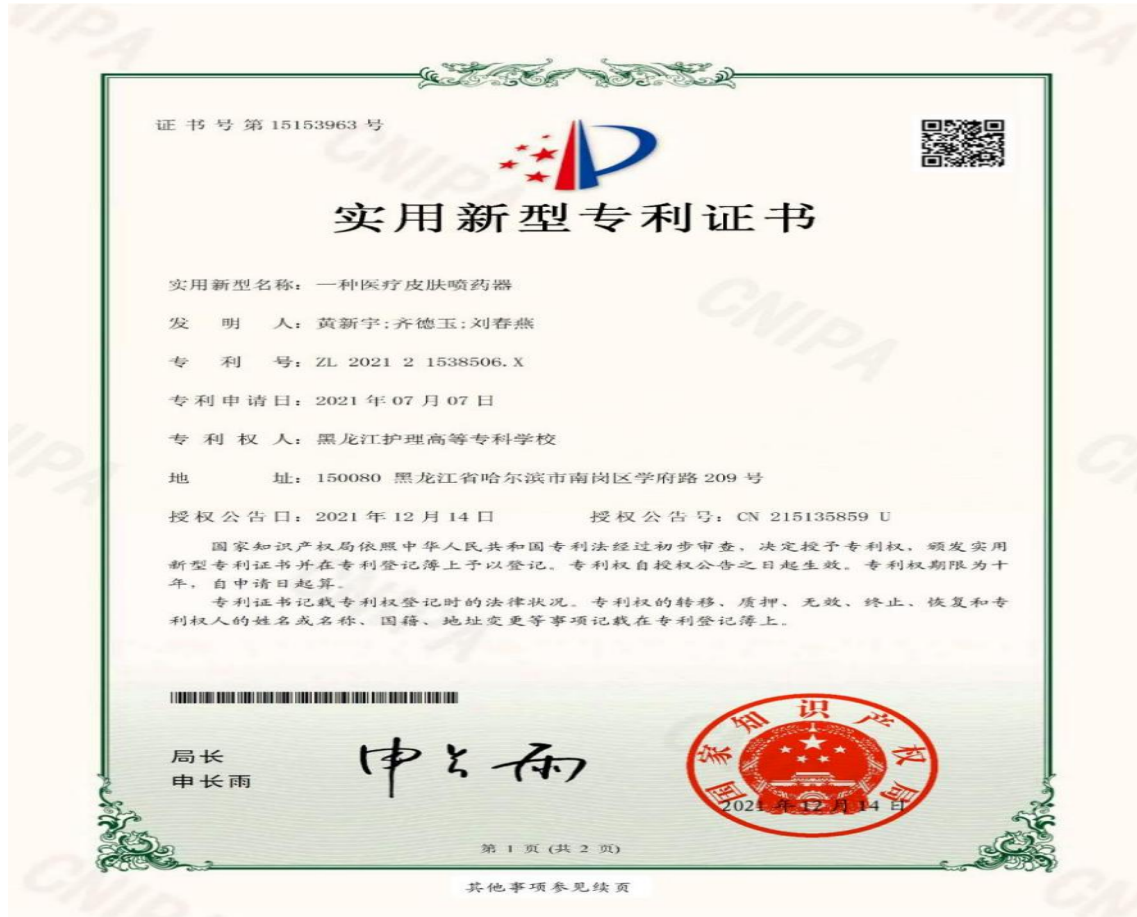 证书号第15153963号
实用新型专利证书
实用新型名称：一种医疗皮肤喷药器
发 明 人：黄新宇;齐德玉;刘春燕
专 利 号：ZL 2021 2 1538506.X
专利申请日：2021年07月07日
专 利 权 人：黑龙江护理高等专科学校
地 址：150080 黑龙江省哈尔滨市南岗区学府路209号
授权公告日：2021年12月14日 授权公告号：CN 215135859 U
国家知识产权局依照中华人民共和国专利法经过初步审查，决定授予专利权，颁发实用
新型专利证书并在专利登记簿上予以登记。专利权自授权公告之日起生效。专利权期限为十
年，自申请日起算。
专利证书记载专利权登记时的法律状况。专利权的转移、质押、无效、终止、恢复和专
利权人的姓名或名称、国籍、地址变更等事项记载在专利登记簿上。
局长
申长雨
申长雨
国家知识产权局
2021年12月14日
第 1 页 (共 2 页)
其他事项参见续页
CNIPA
CNIPA
CNIPA
CNIPA